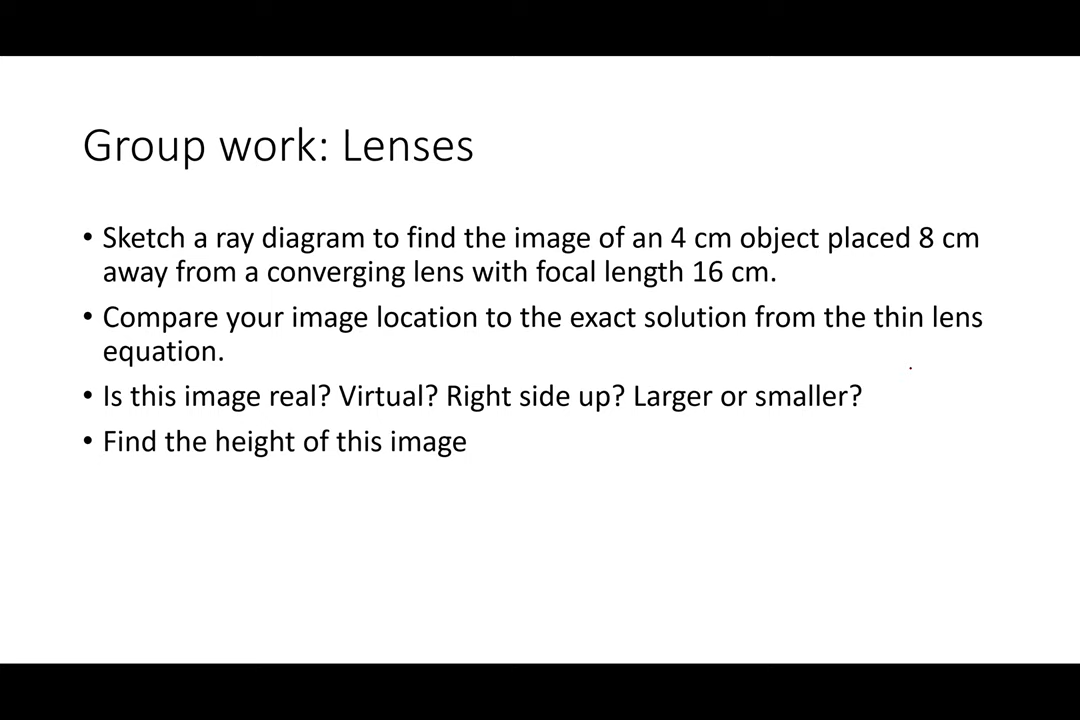 Group work: Lenses
• Sketch a ray diagram to find the image of an 4 cm object placed 8 cm
away from a converging lens with focal length 16 cm.
• Compare your image location to the exact solution from the thin lens
equation.
• Is this image real? Virtual? Right side up? Larger or smaller?
• Find the height of this image